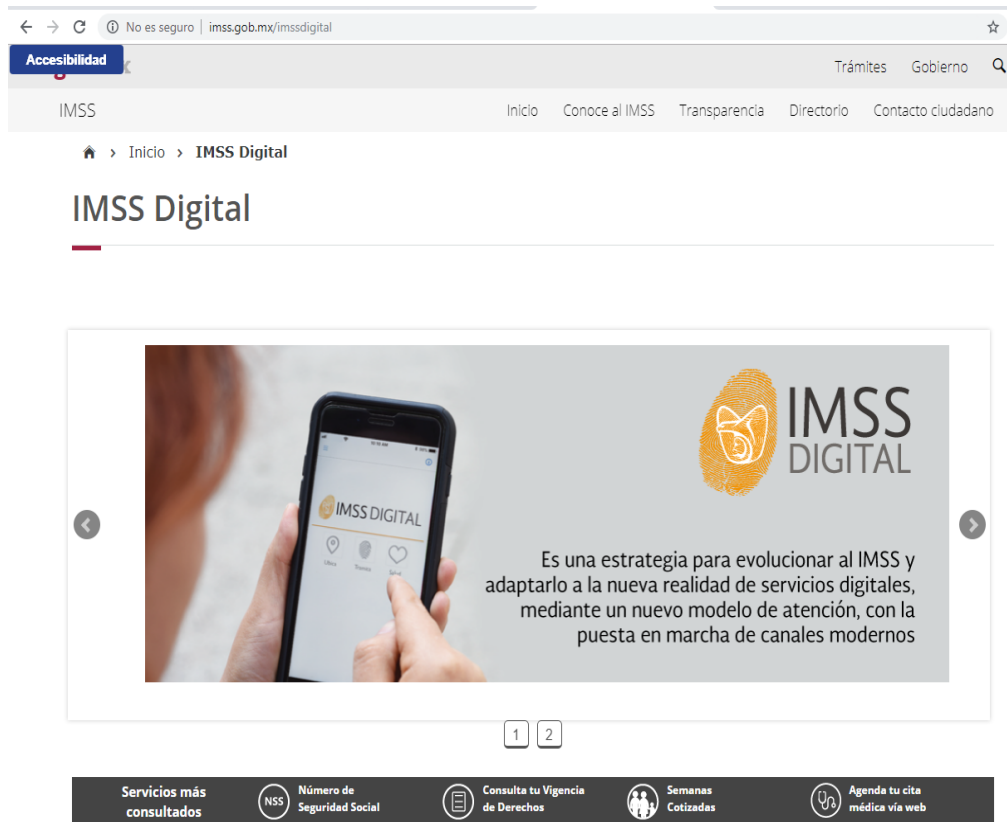 No es seguro | imss.gob.mx/imssdigital
Accesibilidad
Trámites Gobierno
IMSS
Inicio Conoce al IMSS Transparencia Directorio Contacto ciudadano
> Inicio > IMSS Digital
IMSS Digital
IMSS DIGITAL
IMSS
DIGITAL
Es una estrategia para evolucionar al IMSS y
adaptarlo a la nueva realidad de servicios digitales,
mediante un nuevo modelo de atención, con la
puesta en marcha de canales modernos
1 2
Servicios más
consultados
NSS
Número de
Seguridad Social
Consulta tu Vigencia
de Derechos
Semanas
Cotizadas
Agenda tu cita
médica vía web